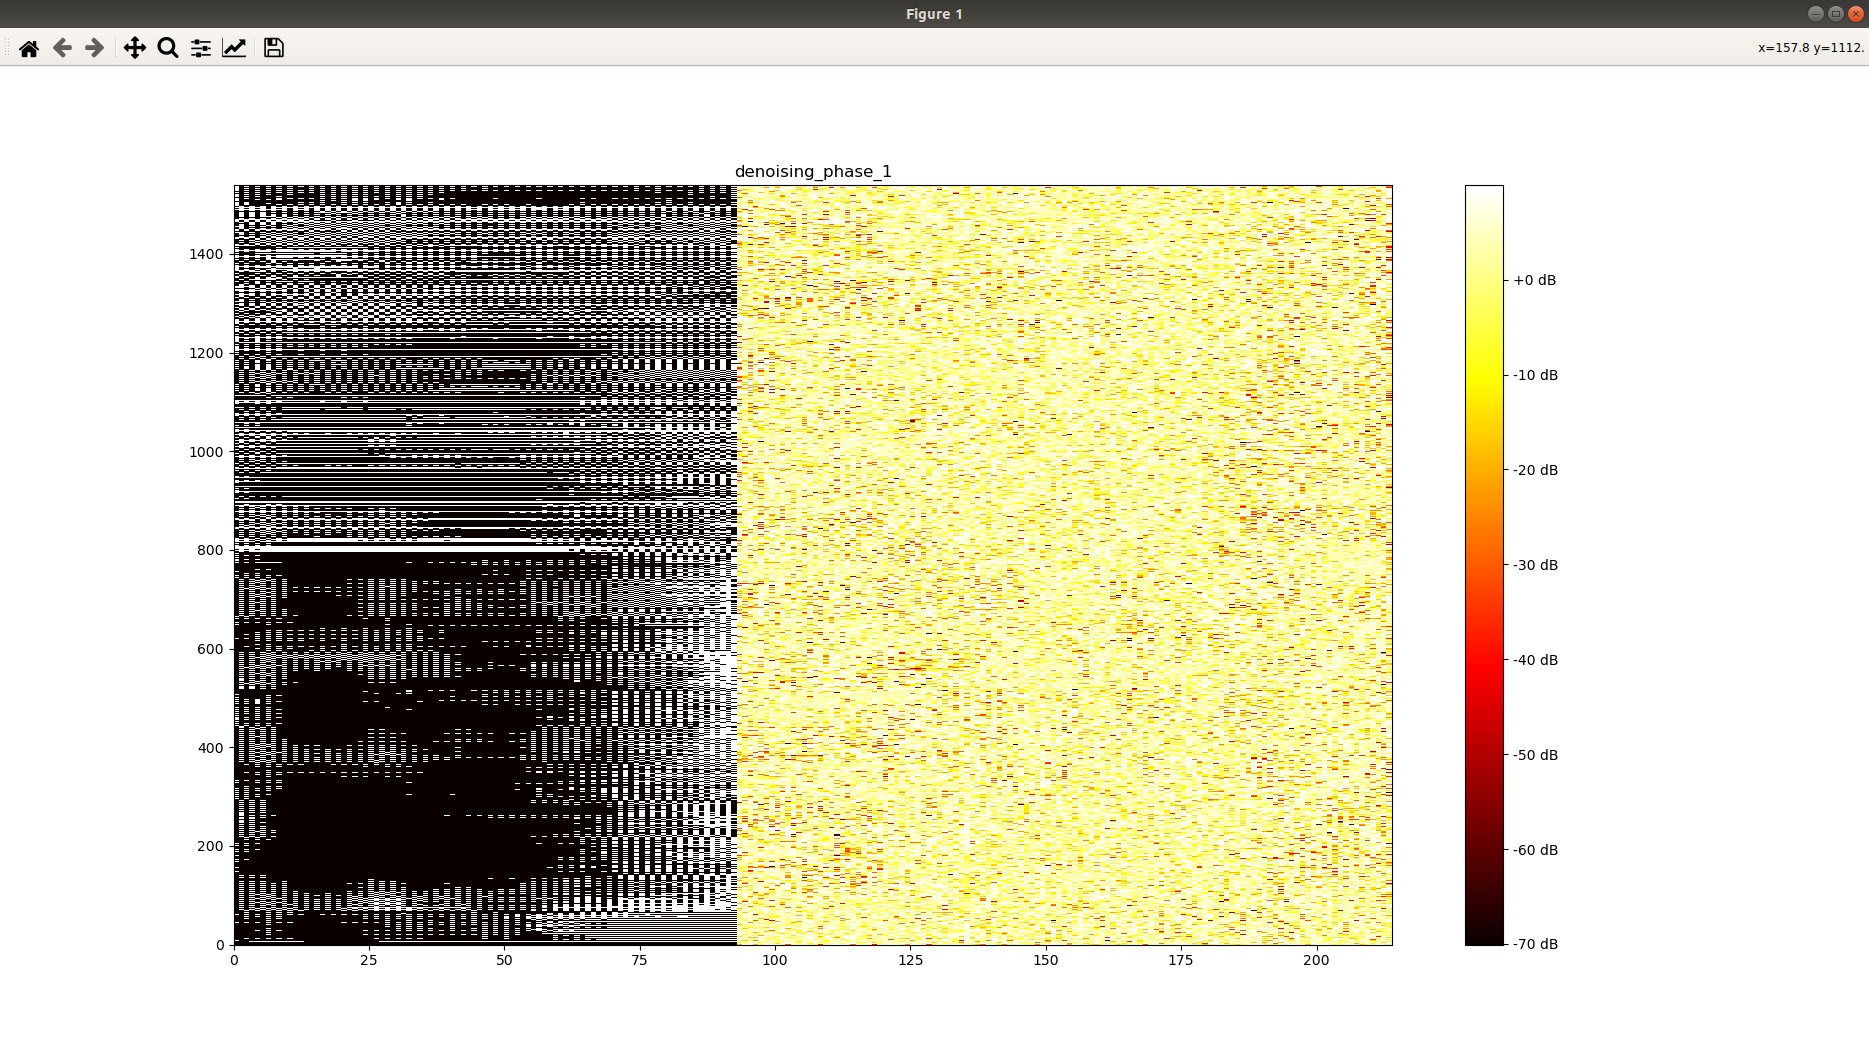 Figure 1
x=157.8 y=1112.
denoising_phase_1
1400
1200
1000
800
600
400
200
0
0 25 50 75 100 125 150 175 200
+0 dB
-10 dB
-20 dB
-30 dB
-40 dB
-50 dB
-60 dB
-70 dB